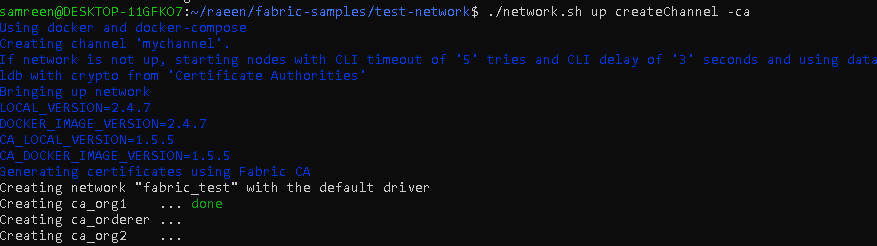 samreen@DESKTOP-11GFKO7:~/raeen/fabric-samples/test-network$ ./network.sh up createChannel -ca
Using docker and docker-compose
Creating channel 'mychannel'.
If network is not up, starting nodes with CLI timeout of '5' tries and CLI delay of '3' seconds and using data
ldb with crypto from 'Certificate Authorities'
Bringing up network
LOCAL_VERSION=2.4.7
DOCKER_IMAGE_VERSION=2.4.7
CA_LOCAL_VERSION=1.5.5
CA_DOCKER_IMAGE_VERSION=1.5.5
Generating certificates using Fabric CA
Creating network "fabric_test" with the default driver
Creating ca_org1    ... done
Creating ca_orderer ...
Creating ca_org2    ...